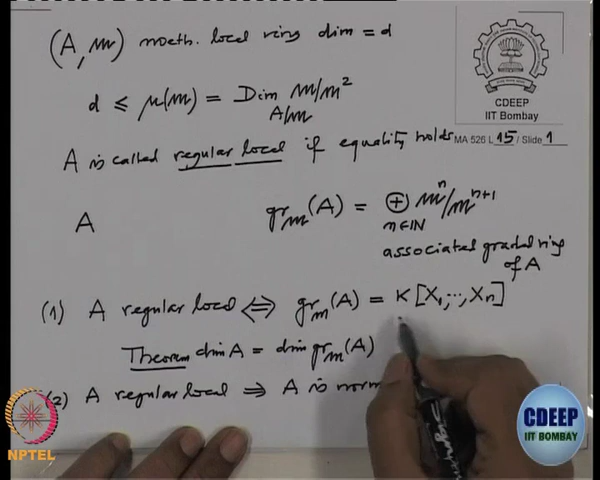 (A, m) noeth. local ring dim = d
d ≤ μ(m) = Dim m/m²
A/m
CDEEP
IIT Bombay
A is called regular local if equality holds
MA 526 L 15 / Slide 1
A gr_m(A) = ⊕ mⁿ/mⁿ⁺¹
n∈ℕ
associated graded ring
of A
(1) A regular local ⟺ gr_m(A) = K[X₁,…,Xₙ]
Theorem dim A = dim gr_m(A)
(2) A regular local ⟹ A is norm
NPTEL
CDEEP
IIT BOMBAY